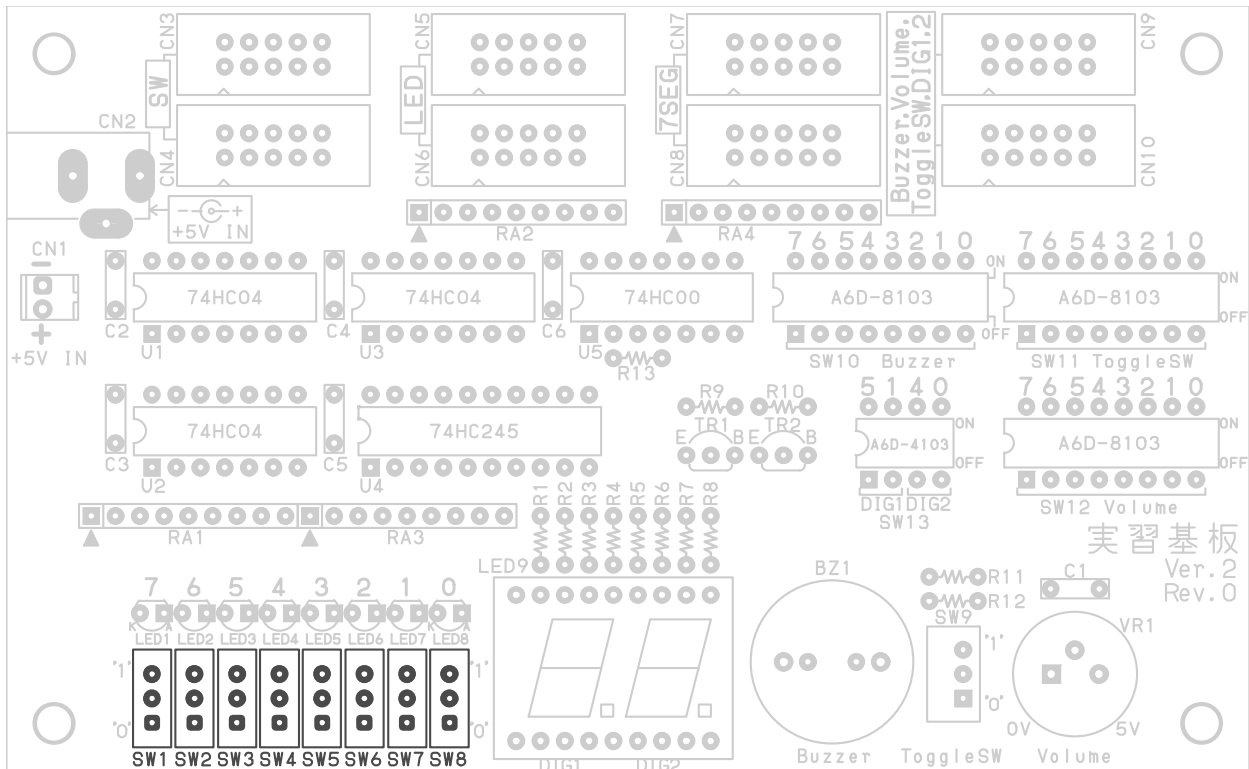 CN3
CN5
CN7
CN9
SW
LED
7SEG
Buzzer,Volume,
ToggleSW,DIG1,2
CN2
CN4
CN6
CN8
CN10
- +
+5V IN
RA2
RA4
CN1
-
+
+5V IN
7 6 5 4 3 2 1 0
7 6 5 4 3 2 1 0
ON
ON
74HC04
74HC04
74HC00
A6D-8103
A6D-8103
OFF
OFF
C2
C4
C6
U1
U3
U5
SW10 Buzzer
SW11 ToggleSW
R13
R9
R10
5 1 4 0
7 6 5 4 3 2 1 0
TR1
TR2
E B
E B
ON
ON
74HC04
74HC245
A6D-4103
A6D-8103
OFF
OFF
C3
C5
U2
U4
DIG1 DIG2
SW13
SW12 Volume
R1 R2 R3 R4 R5 R6 R7 R8
RA1
RA3
実習基板
Ver.2
Rev.0
LED9
BZ1
R11
R12
C1
7 6 5 4 3 2 1 0
K A
K A
LED1 LED2 LED3 LED4 LED5 LED6 LED7 LED8
SW9
VR1
'1'
'1'
'1'
'0'
'0'
'0'
0V
5V
SW1 SW2 SW3 SW4 SW5 SW6 SW7 SW8
Buzzer
ToggleSW
Volume
DIG1
DIG2